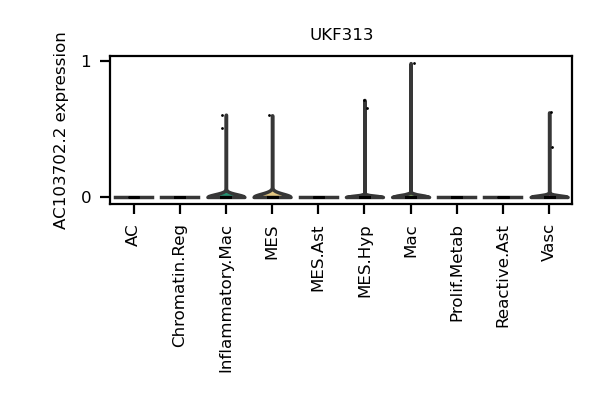 UKF313
AC103702.2 expression
1
0
AC
Chromatin.Reg
Inflammatory.Mac
MES
MES.Ast
MES.Hyp
Mac
Prolif.Metab
Reactive.Ast
Vasc